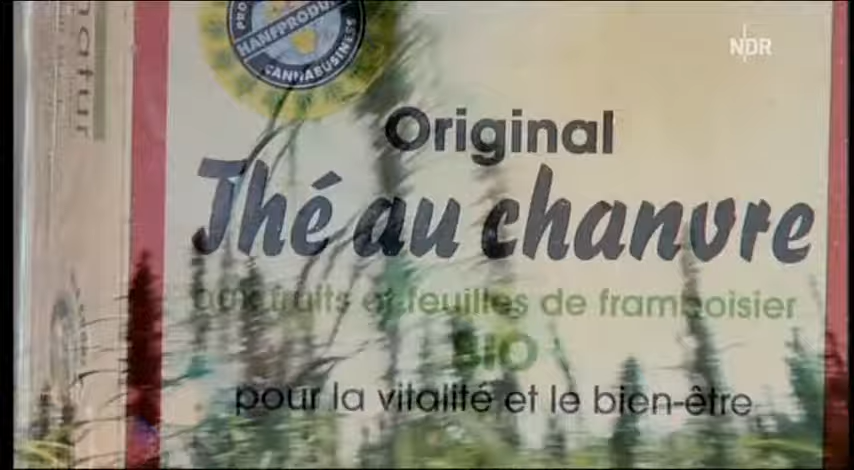 NDR
natur
HANFPRODUKTE
CANNABUSINESS
Original
Thé au chanvre
aux fruits et feuilles de framboisier
BIO
pour la vitalité et le bien-être